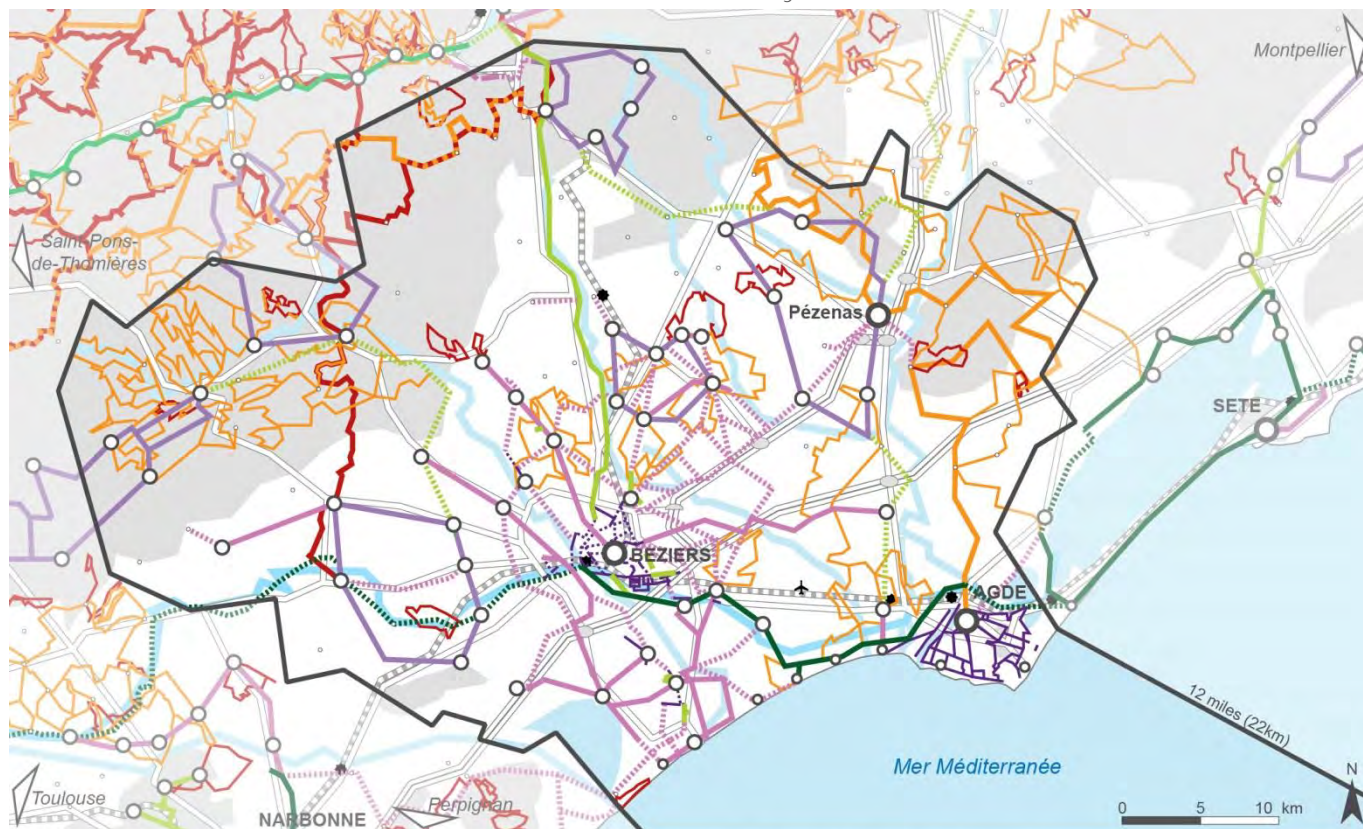 Montpellier
Saint-Pons-
de-Thomières
Pézenas
SETE
BEZIERS
AGDE
12 miles (22km)
Mer Méditerranée
N
Toulouse
Perpignan
NARBONNE
0 5 10 km